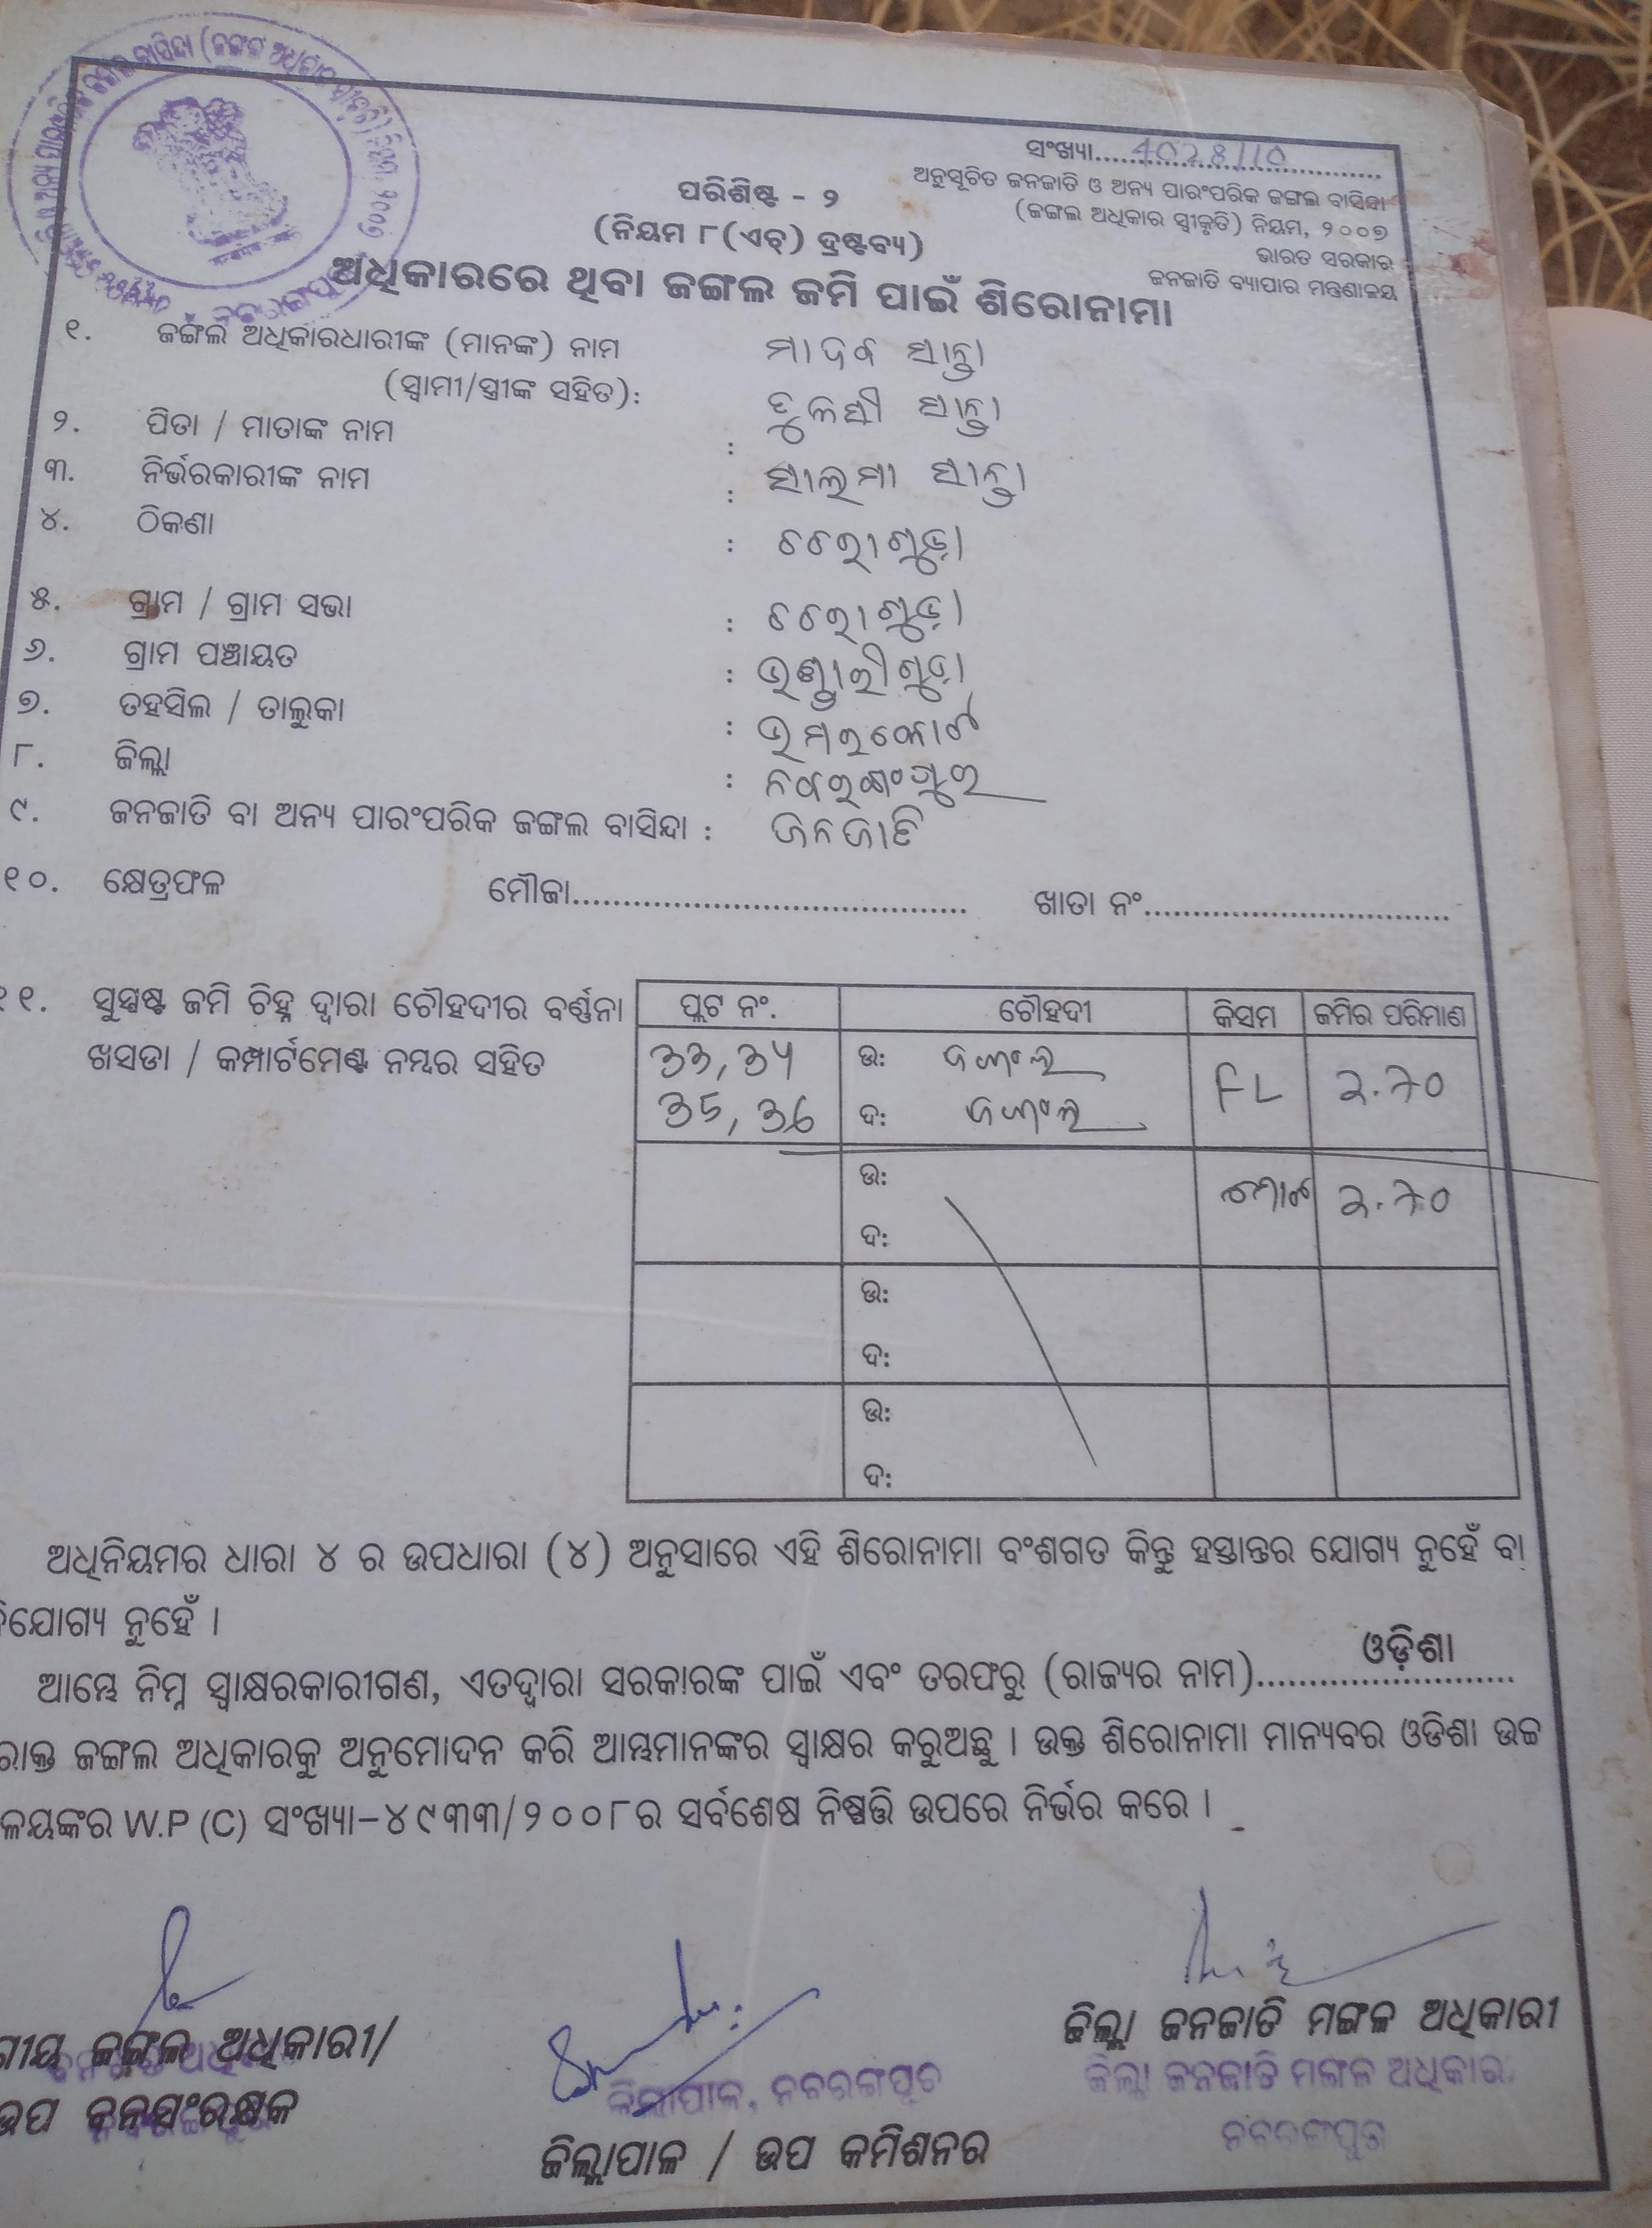 ସଂଖ୍ୟା....4028/10....
ଅନୁସୂଚିତ ଜନଜାତି ଓ ଅନ୍ୟ ପାରଂପରିକ ଜଙ୍ଗଲ ବାସିନ୍ଦା
(ଜଙ୍ଗଲ ଅଧିକାର ସ୍ୱୀକୃତି) ନିୟମ, ୨୦୦୭
ଭାରତ ସରକାର
ଜନଜାତି ବ୍ୟାପାର ମନ୍ତ୍ରଣାଳୟ
ପରିଶିଷ୍ଟ - ୨
(ନିୟମ ୮(ଏଚ୍) ଦ୍ରଷ୍ଟବ୍ୟ)
ଅଧିକାରରେ ଥିବା ଜଙ୍ଗଲ ଜମି ପାଇଁ ଶିରୋନାମା
୧. ଜଙ୍ଗଲ ଅଧିକାରଧାରୀଙ୍କ (ମାନଙ୍କ) ନାମ ସାନ୍ତା
(ସ୍ୱାମୀ/ସ୍ତ୍ରୀଙ୍କ ସହିତ):
୨. ପିତା / ମାତାଙ୍କ ନାମ : ସାନ୍ତା
୩. ନିର୍ଭରକାରୀଙ୍କ ନାମ : ସାନ୍ତା
୪. ଠିକଣା :
୫. ଗ୍ରାମ / ଗ୍ରାମ ସଭା :
୬. ଗ୍ରାମ ପଞ୍ଚାୟତ : ଭଣ୍ଡାରୀଗୁଡ଼ା
୭. ତହସିଲ / ତାଲୁକା : ଉମରକୋଟ
୮. ଜିଲ୍ଲା : ନବରଙ୍ଗପୁର
୯. ଜନଜାତି ବା ଅନ୍ୟ ପାରଂପରିକ ଜଙ୍ଗଲ ବାସିନ୍ଦା : ଜନଜାତି
୧୦. କ୍ଷେତ୍ରଫଳ ମୌଜା........................ ଖାତା ନଂ........................
୧୧. ସୁସ୍ପଷ୍ଟ ଜମି ଚିହ୍ନ ଦ୍ୱାରା ଚୌହଦୀର ବର୍ଣ୍ଣନା
ଖସଡା / କମ୍ପାର୍ଟମେଣ୍ଟ ନମ୍ବର ସହିତ
ପ୍ଲଟ ନଂ. ଚୌହଦୀ କିସମ ଜମିର ପରିମାଣ
33, 34 ଉ: ଜଙ୍ଗଲ FL 2.70
35, 36 ଦ: ଜଙ୍ଗଲ
ଉ: ମୋଟ 2.70
ଦ:
ଉ:
ଦ:
ଉ:
ଦ:
ଅଧିନିୟମର ଧାରା ୪ ର ଉପଧାରା (୪) ଅନୁସାରେ ଏହି ଶିରୋନାମା ବଂଶଗତ କିନ୍ତୁ ହସ୍ତାନ୍ତର ଯୋଗ୍ୟ ନୁହେଁ ବା
ଯୋଗ୍ୟ ନୁହେଁ ।
ଆମ୍ଭେ ନିମ୍ନ ସ୍ୱାକ୍ଷରକାରୀଗଣ, ଏତଦ୍ୱାରା ସରକାରଙ୍କ ପାଇଁ ଏବଂ ତରଫରୁ (ରାଜ୍ୟର ନାମ)......ଓଡ଼ିଶା......
ରୋକ୍ତ ଜଙ୍ଗଲ ଅଧିକାରକୁ ଅନୁମୋଦନ କରି ଆମ୍ଭମାନଙ୍କର ସ୍ୱାକ୍ଷର କରୁଅଛୁ । ଉକ୍ତ ଶିରୋନାମା ମାନ୍ୟବର ଓଡିଶା ଉଚ୍ଚ
ଳୟଙ୍କର W.P (C) ସଂଖ୍ୟା-୪୯୩୩/୨୦୦୮ର ସର୍ବଶେଷ ନିଷ୍ପତ୍ତି ଉପରେ ନିର୍ଭର କରେ ।
ଗୀୟ ଜଙ୍ଗଲ ଅଧିକାରୀ/
ଉପ ବନସଂରକ୍ଷକ
ଜିଲ୍ଲାପାଳ, ନବରଙ୍ଗପୁର
ଜିଲ୍ଲାପାଳ / ଉପ କମିଶନର
ଜିଲ୍ଲା ଜନଜାତି ମଙ୍ଗଳ ଅଧିକାରୀ
ଜିଲ୍ଲା ଜନଜାତି ମଙ୍ଗଳ ଅଧିକାରୀ
ନବରଙ୍ଗପୁର